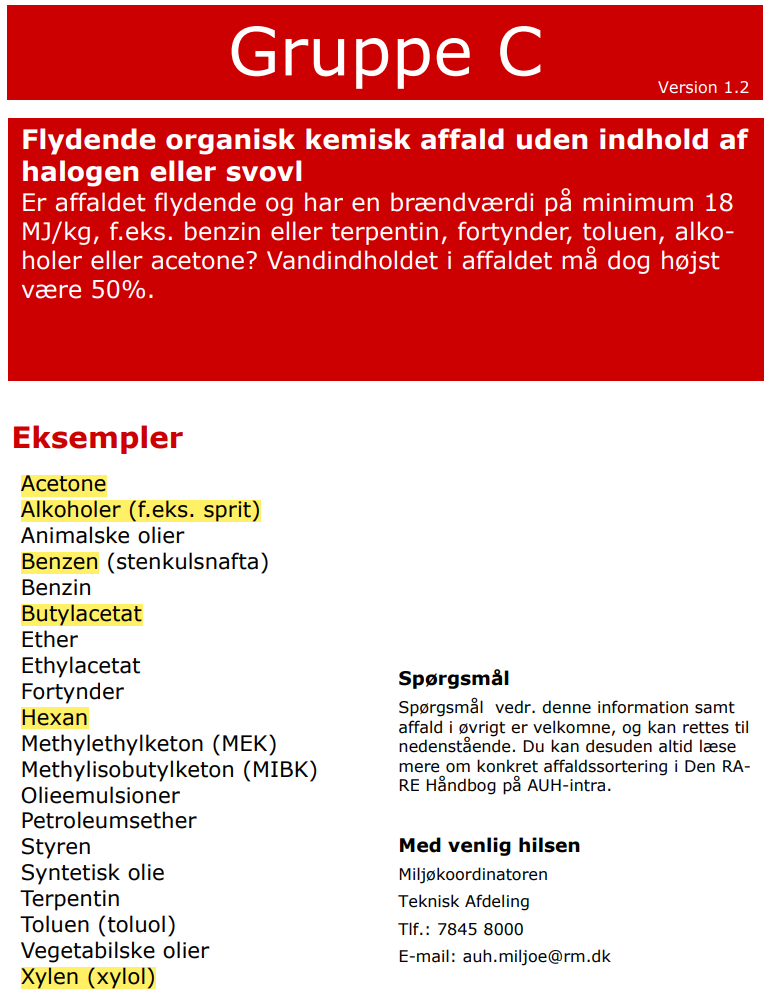 Gruppe C
Version 1.2
Flydende organisk kemisk affald uden indhold af
halogen eller svovl
Er affaldet flydende og har en brændværdi på minimum 18
MJ/kg, f.eks. benzin eller terpentin, fortynder, toluen, alko-
holer eller acetone? Vandindholdet i affaldet må dog højst
være 50%.
Eksempler
Acetone
Alkoholer (f.eks. sprit)
Animalske olier
Benzen (stenkulsnafta)
Benzin
Butylacetat
Ether
Ethylacetat
Fortynder
Hexan
Methylethylketon (MEK)
Methylisobutylketon (MIBK)
Olieemulsioner
Petroleumsether
Styren
Syntetisk olie
Terpentin
Toluen (toluol)
Vegetabilske olier
Xylen (xylol)
Spørgsmål
Spørgsmål  vedr. denne information samt
affald i øvrigt er velkomne, og kan rettes til
nedenstående. Du kan desuden altid læse
mere om konkret affaldssortering i Den RA-
RE Håndbog på AUH-intra.
Med venlig hilsen
Miljøkoordinatoren
Teknisk Afdeling
Tlf.: 7845 8000
E-mail: auh.miljoe@rm.dk